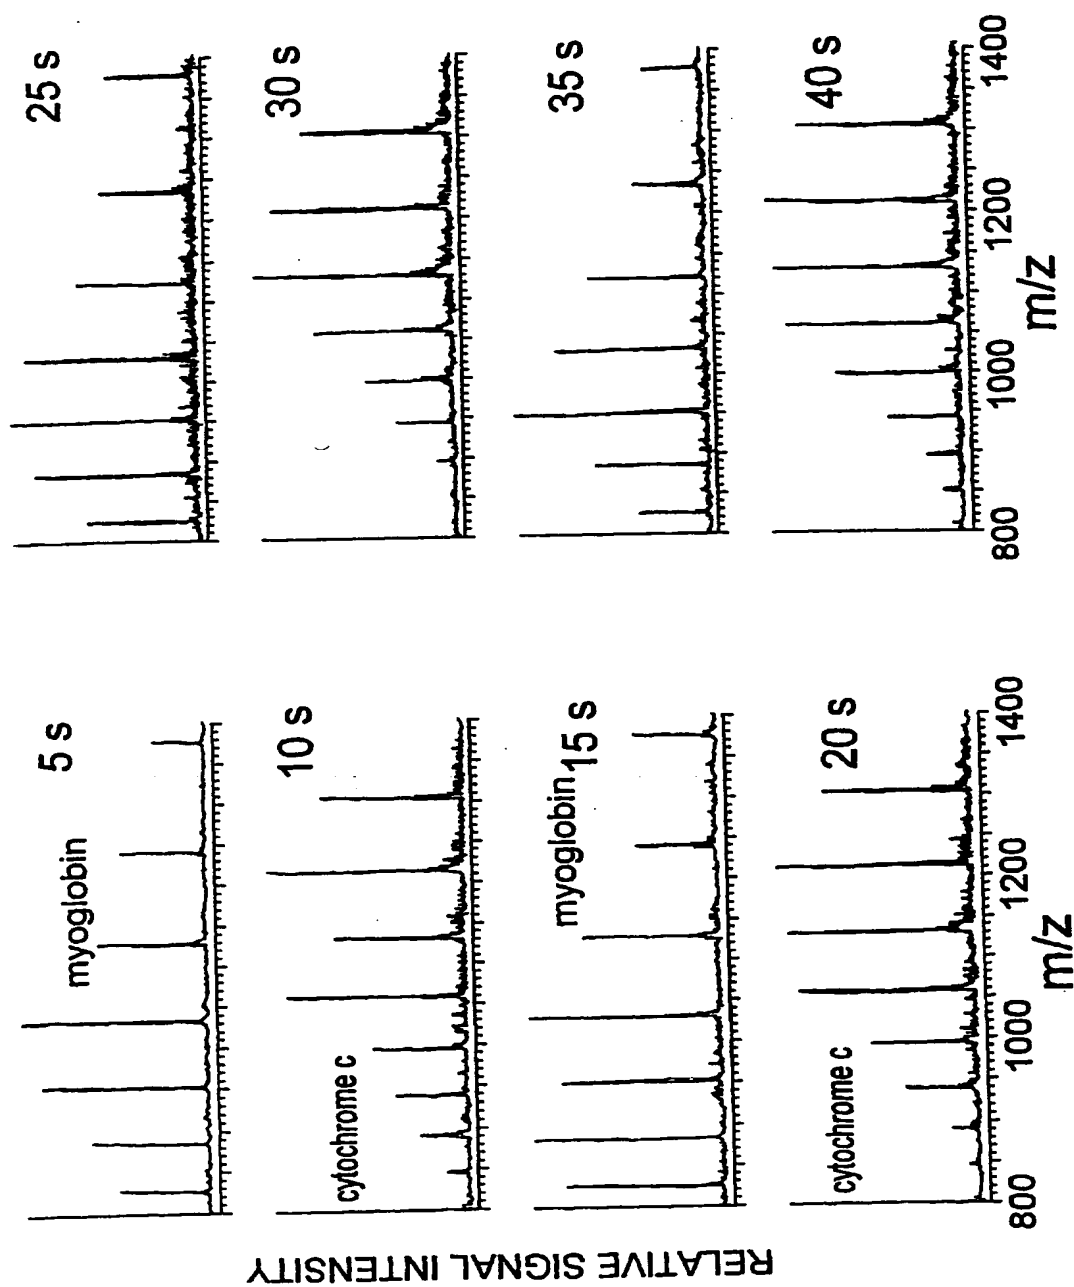 RELATIVE SIGNAL INTENSITY
5 s
myoglobin
10 s
cytochrome c
15 s
myoglobin
20 s
cytochrome c
800
1000
1200
1400
m/z
25 s
30 s
35 s
40 s
800
1000
1200
1400
m/z